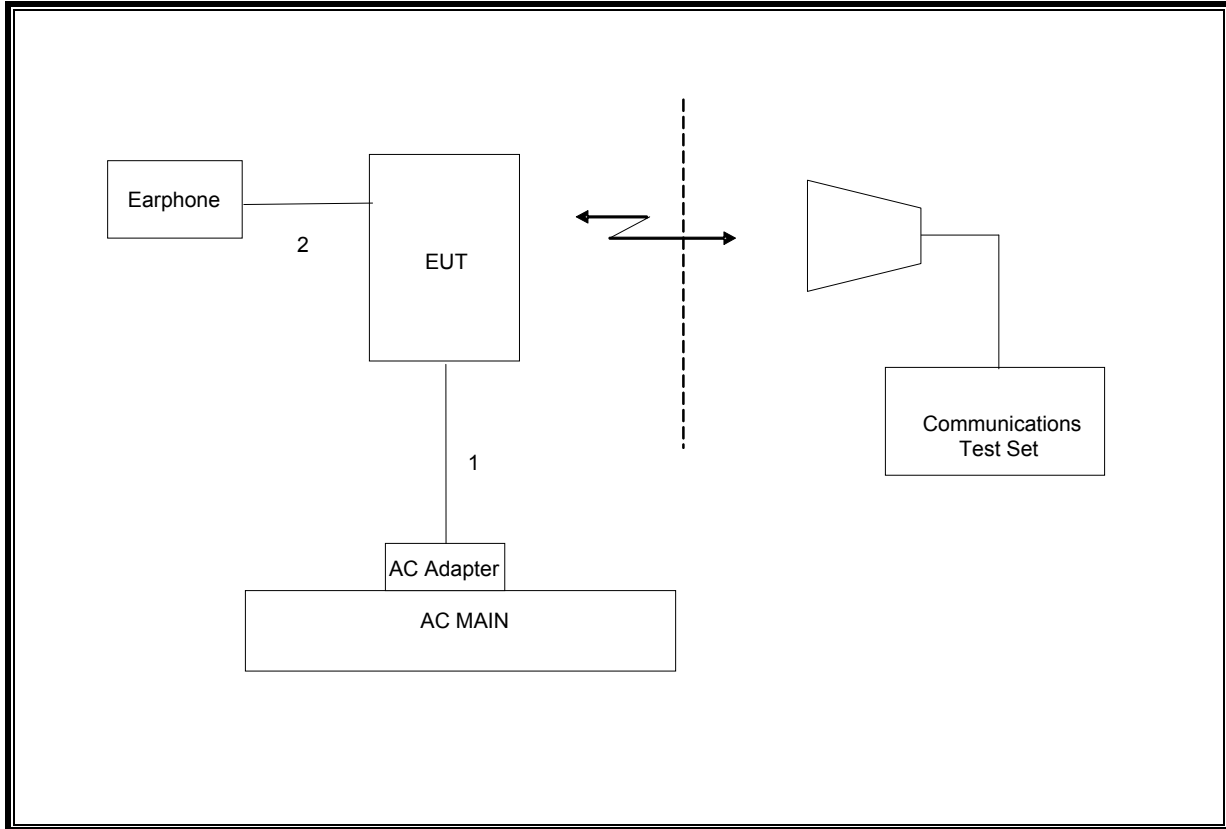 Earphone
2
EUT
1
AC Adapter
AC MAIN
Communications
Test Set